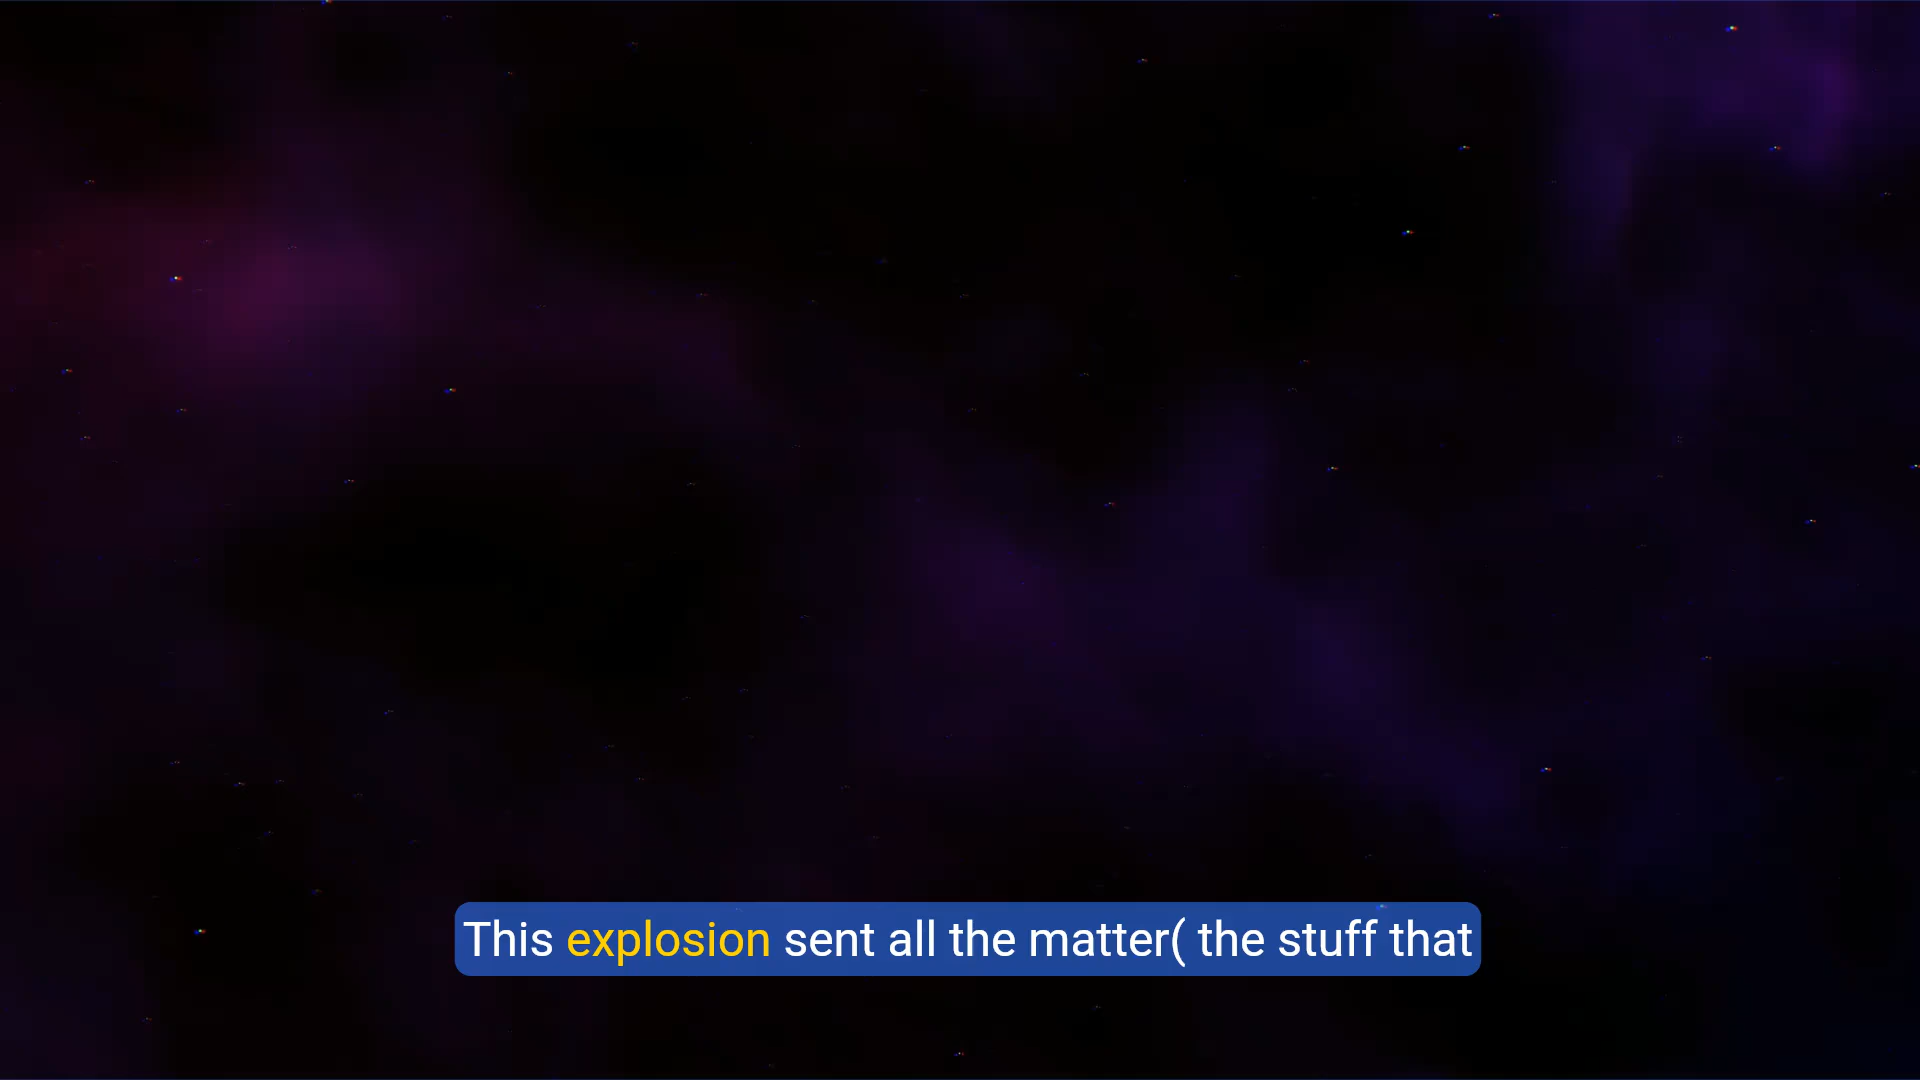 This explosion sent all the matter( the stuff that